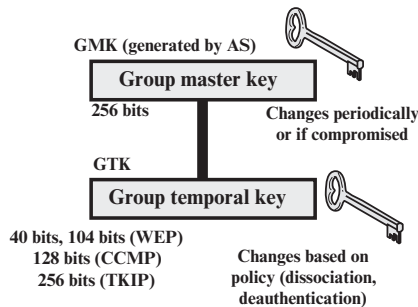 GMK (generated by AS)
Group master key
256 bits
Changes periodically
or if compromised
GTK
Group temporal key
40 bits, 104 bits (WEP)
128 bits (CCMP)
256 bits (TKIP)
Changes based on
policy (dissociation,
deauthentication)